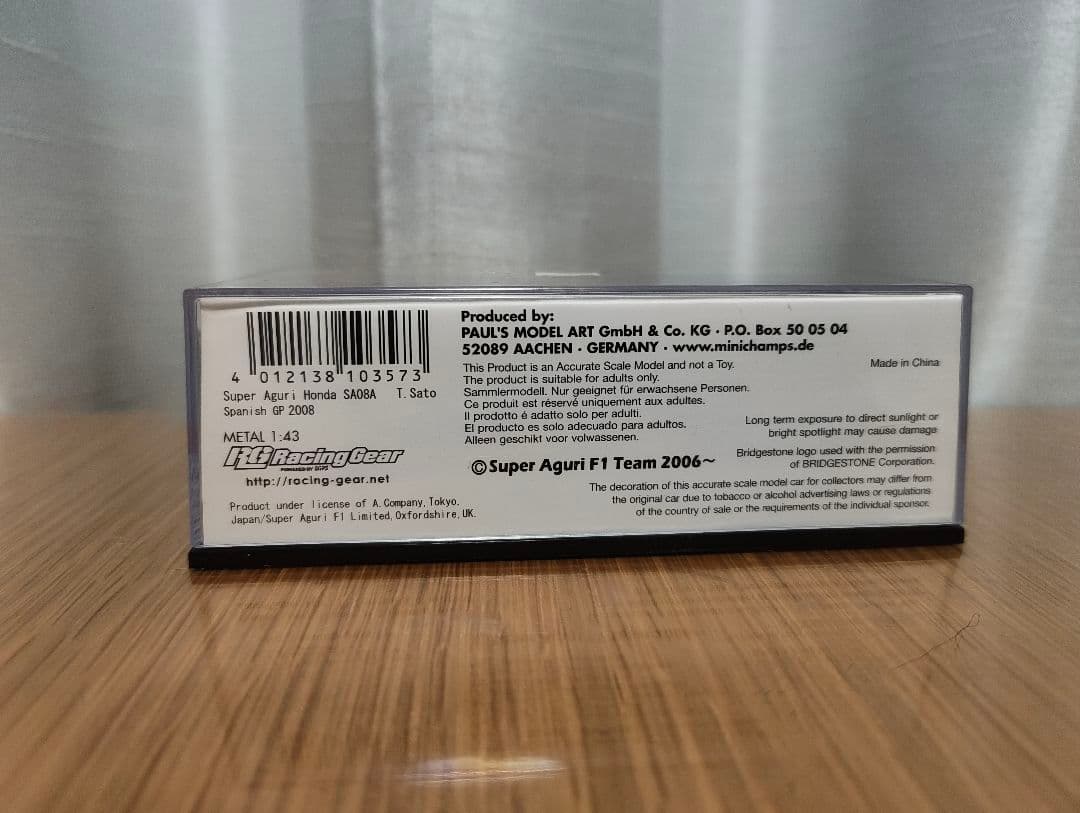 4 012138 103573
Super Aguri Honda SA08A T. Sato
Spanish GP 2008
METAL 1:43
RG RacingGear
http://racing-gear.net
Product under license of A.Company,Tokyo.
Japan/Super Aguri F1 Limited,Oxfordshire,UK.
Produced by:
PAUL'S MODEL ART GmbH & Co. KG · P.O. Box 50 05 04
52089 AACHEN · GERMANY · www.minichamps.de
This Product is an Accurate Scale Model and not a Toy.
The product is suitable for adults only.
Sammlermodell. Nur geeignet für erwachsene Personen.
Ce produit est réservé uniquement aux adultes.
Il prodotto é adatto solo per adulti.
El producto es solo adecuado para adultos.
Alleen geschikt voor volwassenen.
©Super Aguri F1 Team 2006~
Made in China
Long term exposure to direct sunlight or
bright spotlight may cause damage
Bridgestone logo used with the permission
of BRIDGESTONE Corporation.
The decoration of this accurate scale model car for collectors may differ from
the original car due to tobacco or alcohol advertising laws or regulations
of the country of sale or the requirements of the individual sponsor.